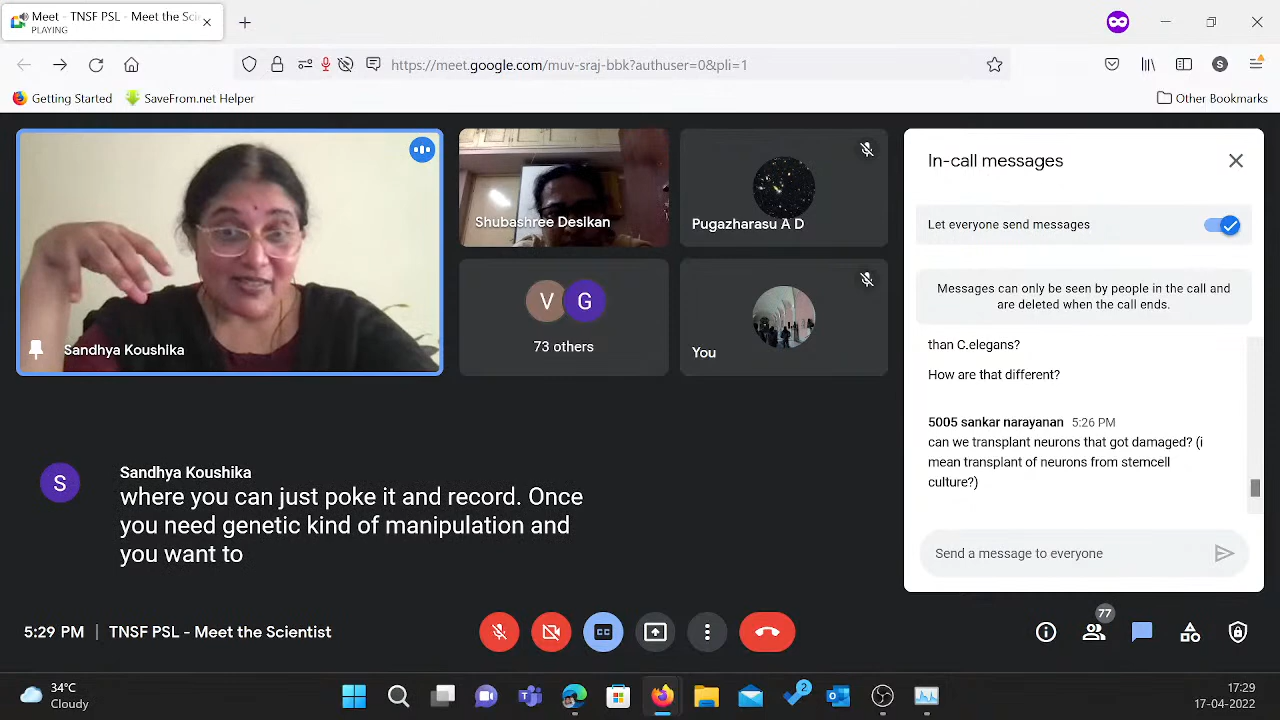 Meet - TNSF PSL - Meet the Sci
PLAYING
https://meet.google.com/muv-sraj-bbk?authuser=0&pli=1
S
Getting Started
SaveFrom.net Helper
Other Bookmarks
Sandhya Koushika
Shubashree Desikan
Pugazharasu A D
V G
73 others
You
In-call messages
Let everyone send messages
Messages can only be seen by people in the call and
are deleted when the call ends.
than C.elegans?
How are that different?
5005 sankar narayanan 5:26 PM
can we transplant neurons that got damaged? (i
mean transplant of neurons from stemcell
culture?)
Send a message to everyone
S
Sandhya Koushika
where you can just poke it and record. Once
you need genetic kind of manipulation and
you want to
5:29 PM | TNSF PSL - Meet the Scientist
CC
77
34°C
Cloudy
2
17:29
17-04-2022